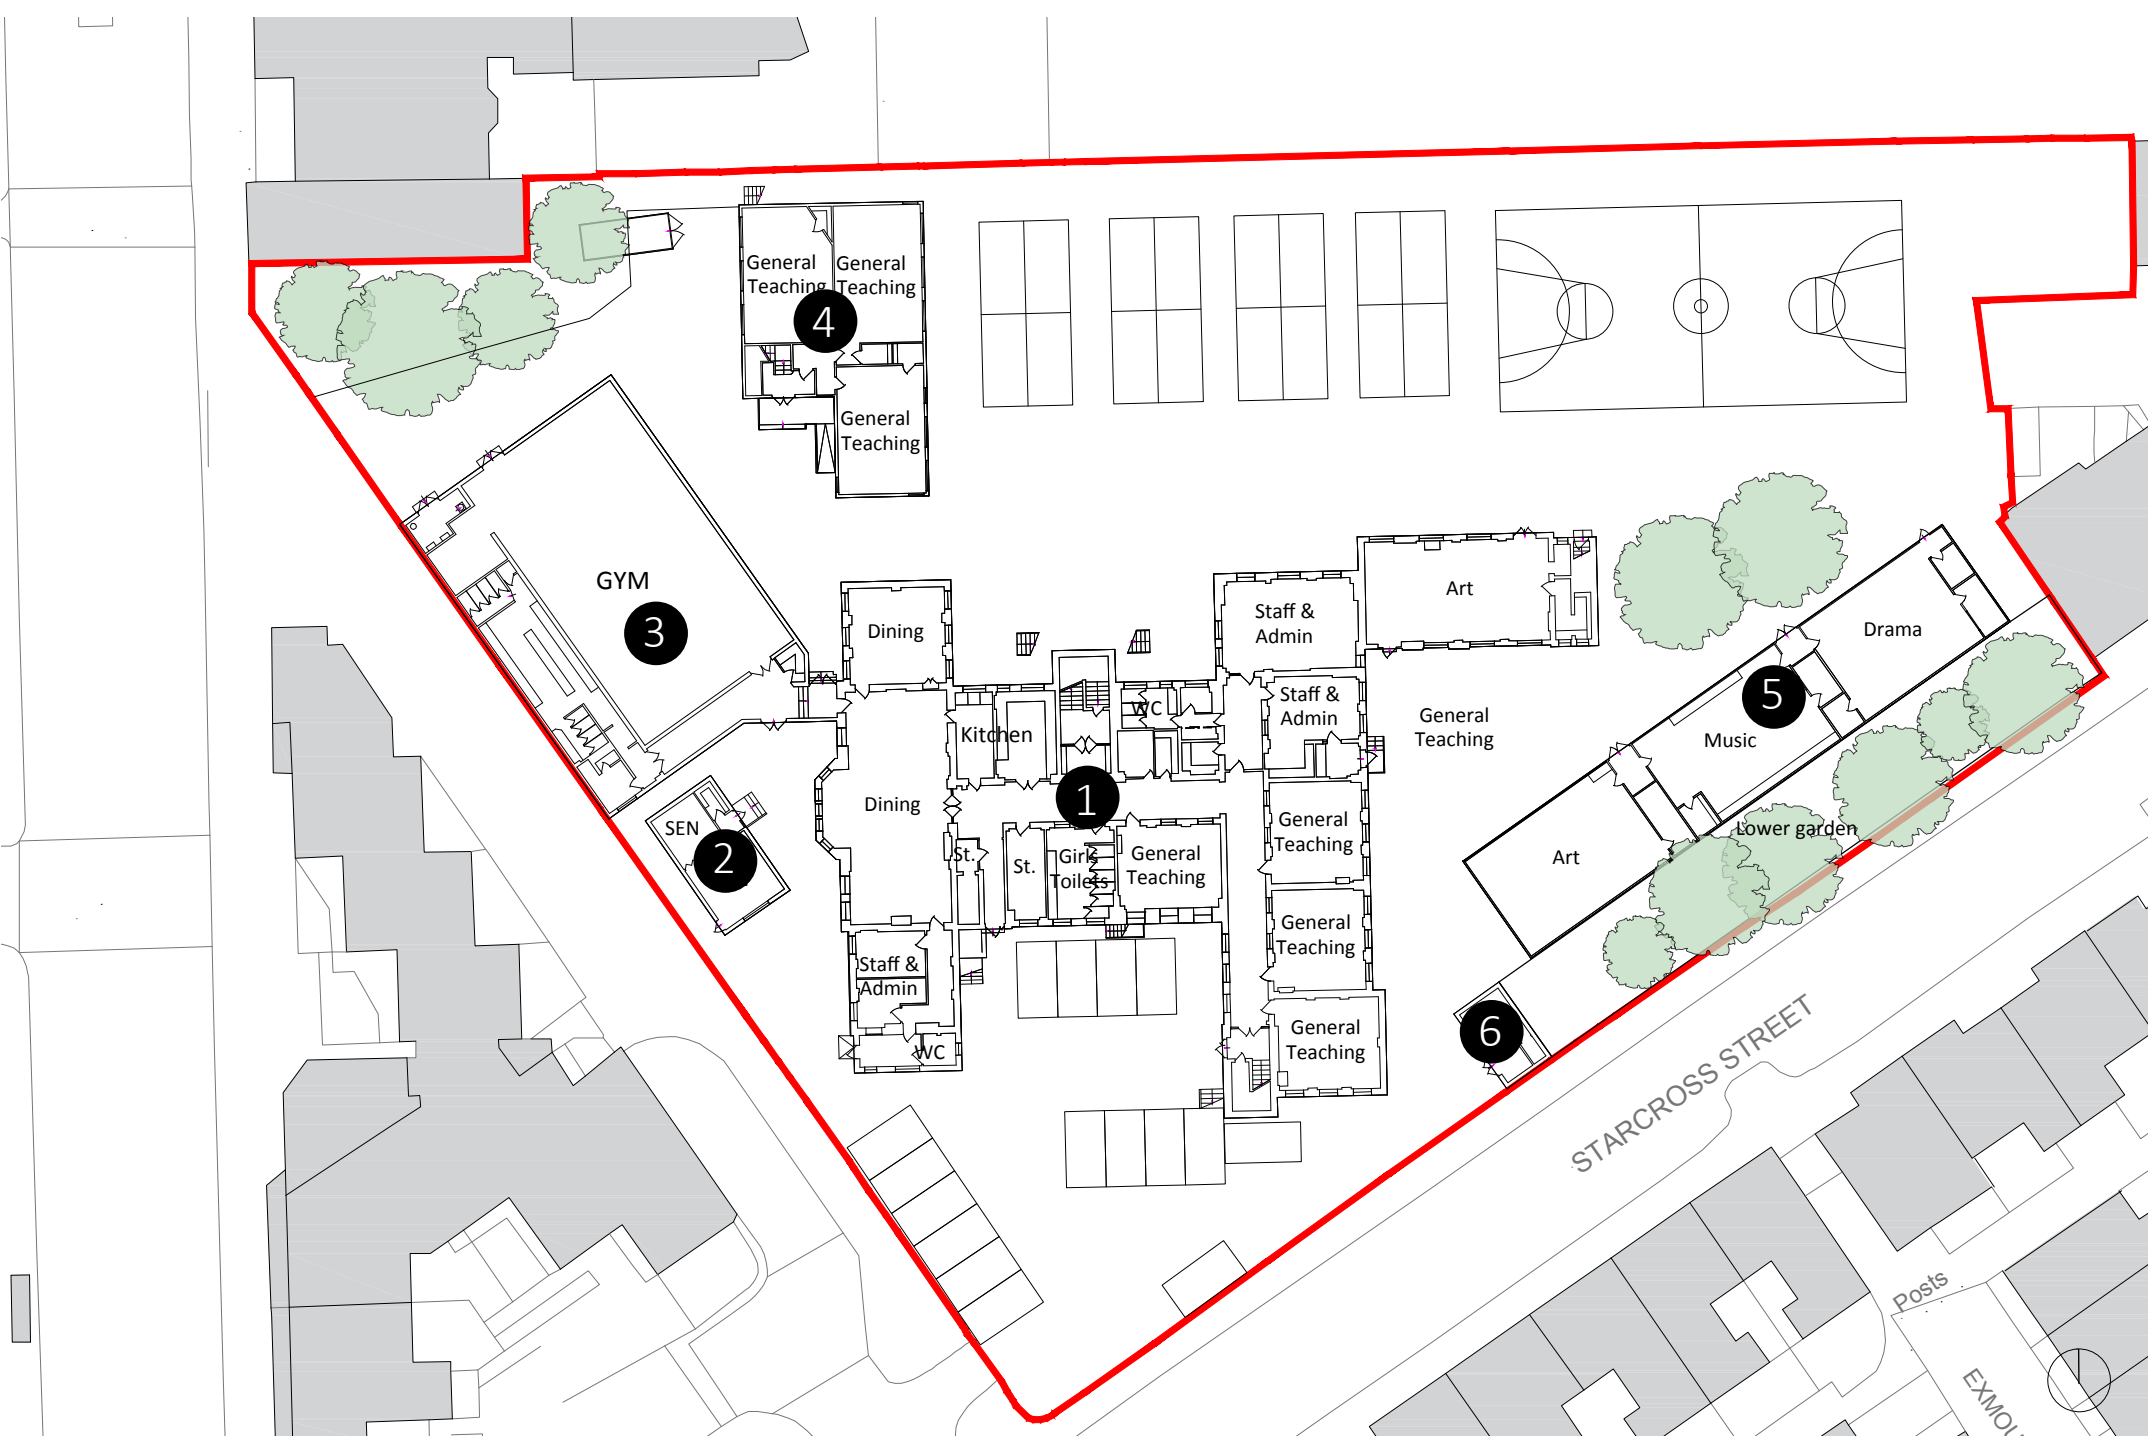 General
Teaching
General
Teaching
4
General
Teaching
GYM
3
Dining
Staff &
Admin
Art
Drama
Staff &
Admin
WC
Kitchen
General
Teaching
5
Music
1
Dining
SEN
2
St.
St.
Girls
Toilets
General
Teaching
General
Teaching
Lower garden
Art
General
Teaching
Staff &
Admin
WC
General
Teaching
6
STARCROSS STREET
Posts